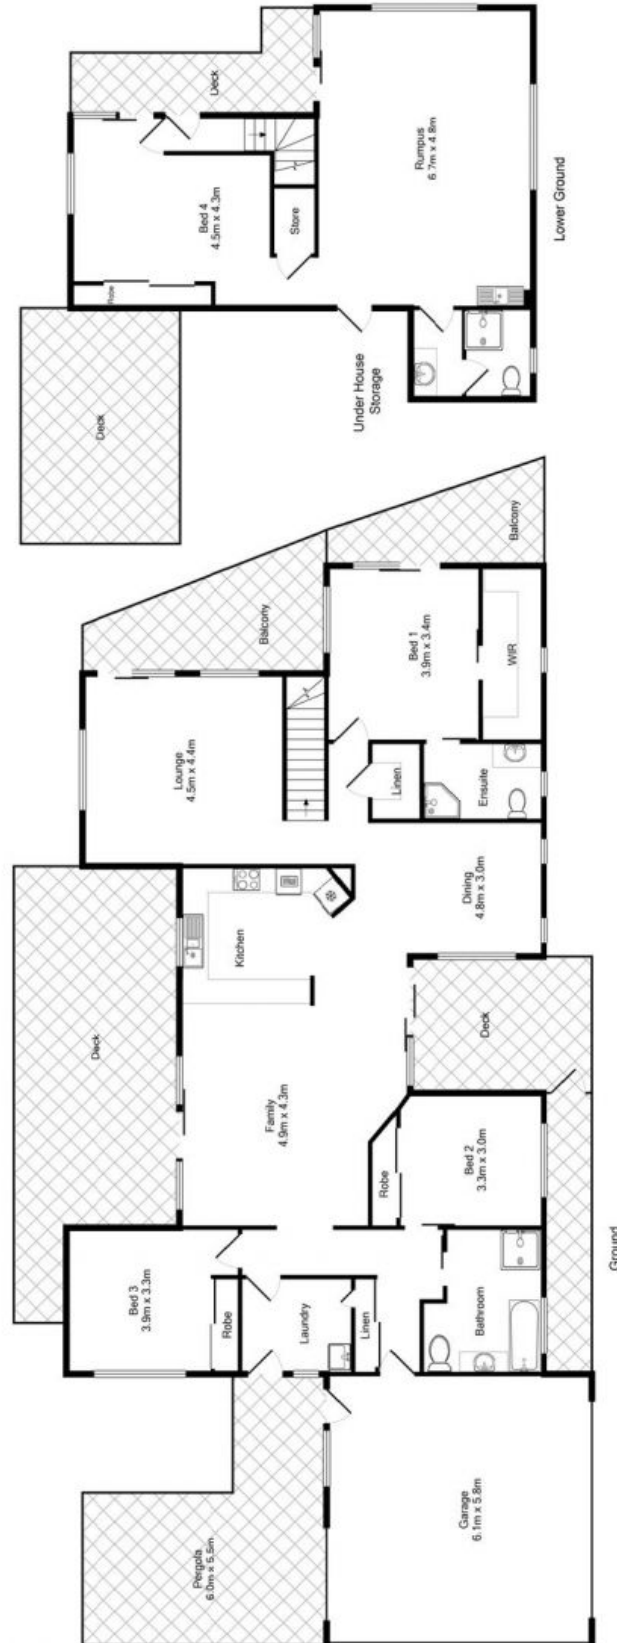 Deck
Rumpus
6.7m x 4.8m
Bed 4
4.5m x 4.3m
Store
Robe
Lower Ground
Under House
Storage
Deck
Balcony
Balcony
Bed 1
3.9m x 3.4m
WIR
Lounge
4.5m x 4.4m
Linen
Ensuite
Dining
4.8m x 3.0m
Kitchen
Deck
Deck
Family
4.9m x 4.3m
Robe
Bed 2
3.3m x 3.0m
Bed 3
3.9m x 3.3m
Robe
Laundry
Linen
Bathroom
Ground
Pergola
6.0m x 5.5m
Garage
6.1m x 5.8m